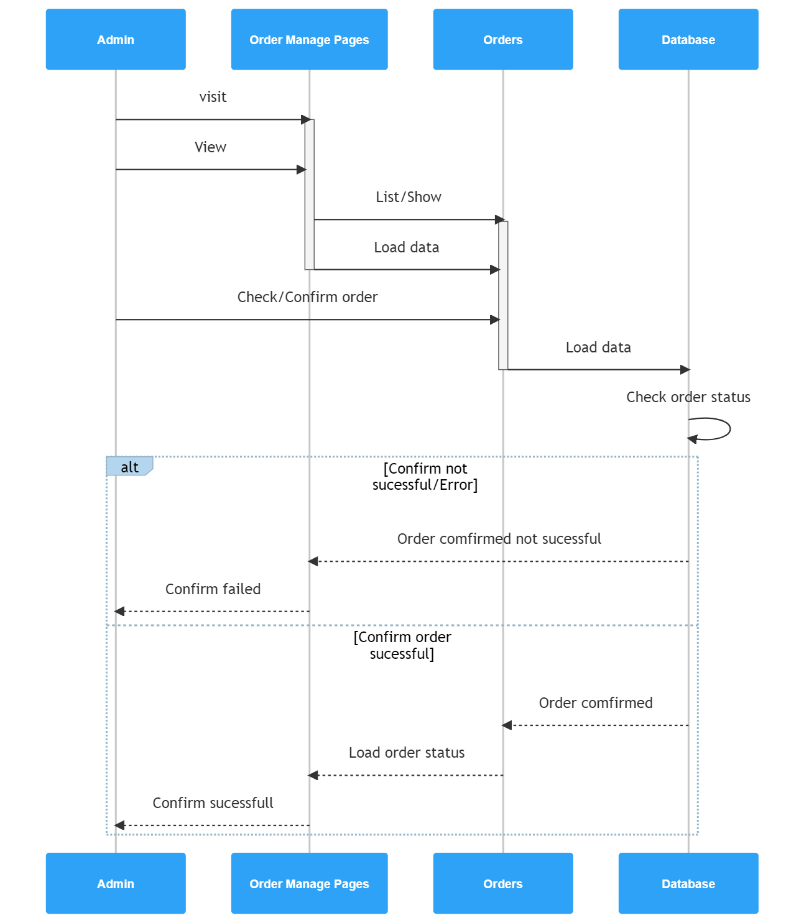 Admin
Order Manage Pages
Orders
Database
visit
View
List/Show
Load data
Check/Confirm order
Load data
Check order status
alt
[Confirm not
sucessful/Error]
Order comfirmed not sucessful
Confirm failed
[Confirm order
sucessful]
Order comfirmed
Load order status
Confirm sucessfull
Admin
Order Manage Pages
Orders
Database